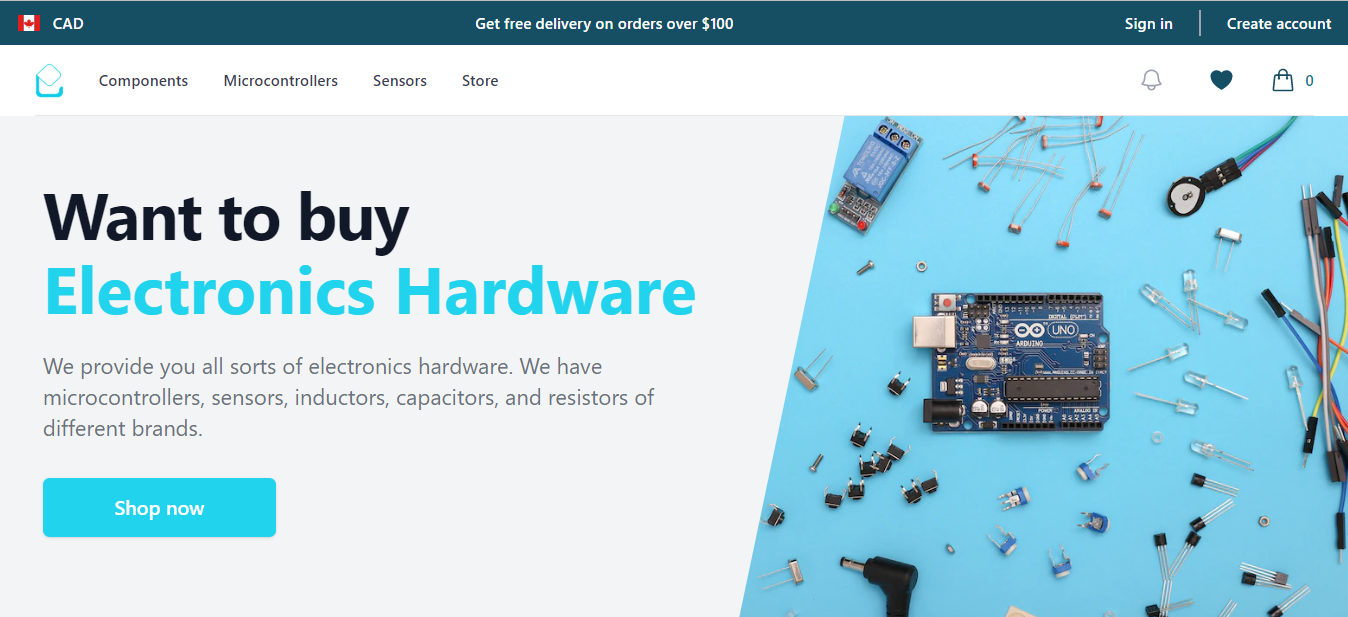 CAD
Get free delivery on orders over $100
Sign in
Create account
Components
Microcontrollers
Sensors
Store
0
Want to buy
Electronics Hardware
We provide you all sorts of electronics hardware. We have
microcontrollers, sensors, inductors, capacitors, and resistors of
different brands.
Shop now
UNO
ARDUINO